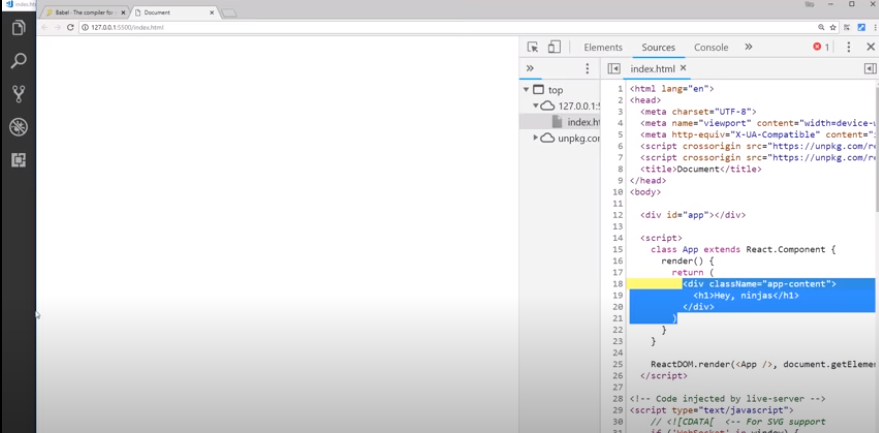 Babel · The compiler for
Document
127.0.0.1:5500/index.html
Elements
Sources
Console
»
1
»
index.html
top
127.0.0.1:
index.h
unpkg.co
1 <html lang="en">
2 <head>
3 <meta charset="UTF-8">
4 <meta name="viewport" content="width=device-
5 <meta http-equiv="X-UA-Compatible" content="
6 <script crossorigin src="https://unpkg.com/r
7 <script crossorigin src="https://unpkg.com/r
8 <title>Document</title>
9 </head>
10 <body>
11
12 <div id="app"></div>
13
14 <script>
15 class App extends React.Component {
16 render() {
17 return (
18 <div className="app-content">
19 <h1>Hey, ninjas</h1>
20 </div>
21 )
22 }
23 }
24
25 ReactDOM.render(<App />, document.getEleme
26 </script>
27
28 <!-- Code injected by live-server -->
29 <script type="text/javascript">
30 // <![CDATA[ <-- For SVG support
31 if ('WebSocket' in window) {